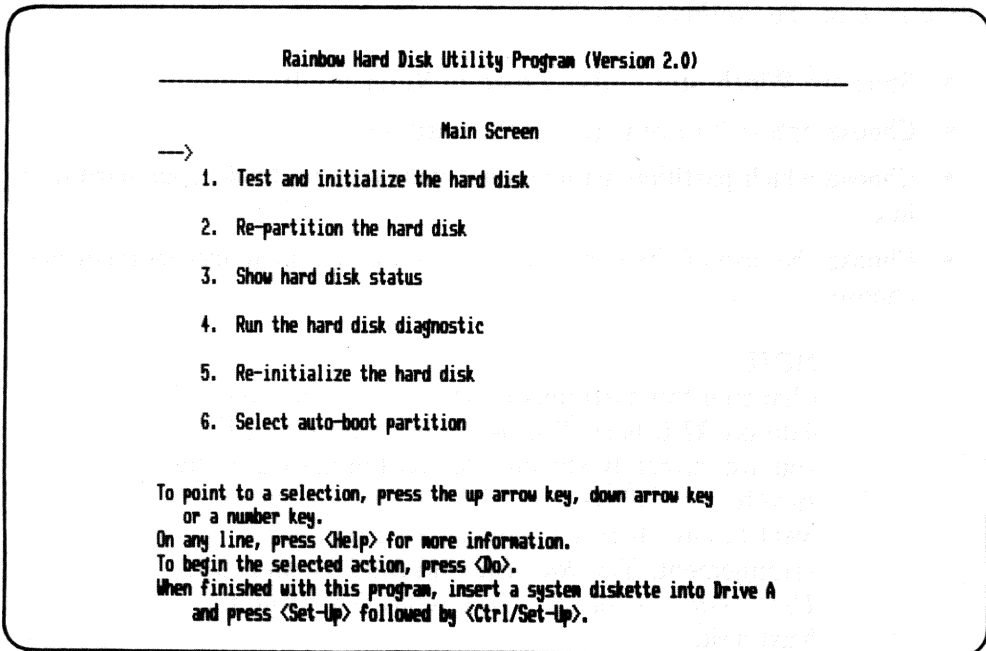 Rainbow Hard Disk Utility Program (Version 2.0)
Main Screen
-->
1. Test and initialize the hard disk
2. Re-partition the hard disk
3. Show hard disk status
4. Run the hard disk diagnostic
5. Re-initialize the hard disk
6. Select auto-boot partition
To point to a selection, press the up arrow key, down arrow key
or a number key.
On any line, press <Help> for more information.
To begin the selected action, press <Do>.
When finished with this program, insert a system diskette into Drive A
and press <Set-Up> followed by <Ctrl/Set-Up>.